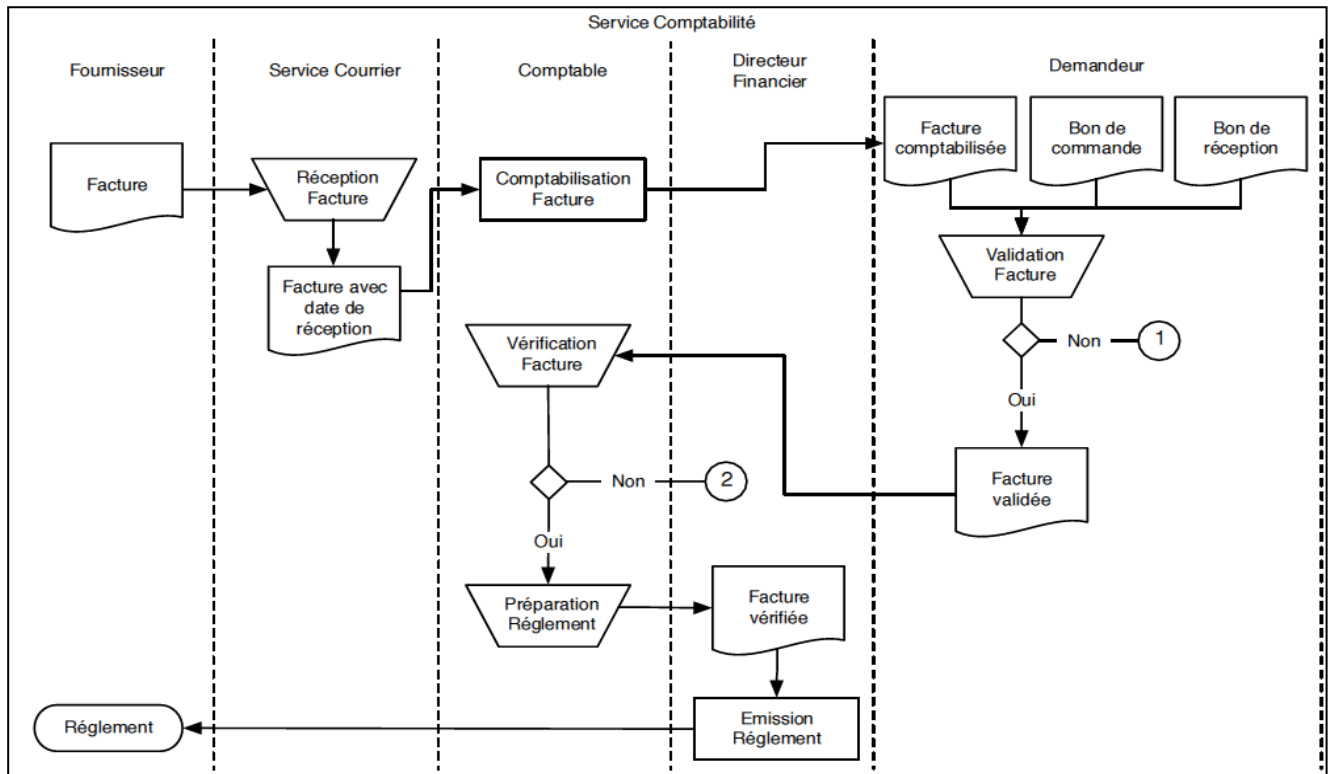 Service Comptabilité
Fournisseur
Service Courrier
Comptable
Directeur
Financier
Demandeur
Facture
Réception
Facture
Comptabilisation
Facture
Facture
comptabilisée
Bon de
commande
Bon de
réception
Facture avec
date de
réception
Validation
Facture
Non
1
Oui
Vérification
Facture
Facture
validée
Non
2
Oui
Préparation
Réglement
Facture
vérifiée
Emission
Réglement
Réglement